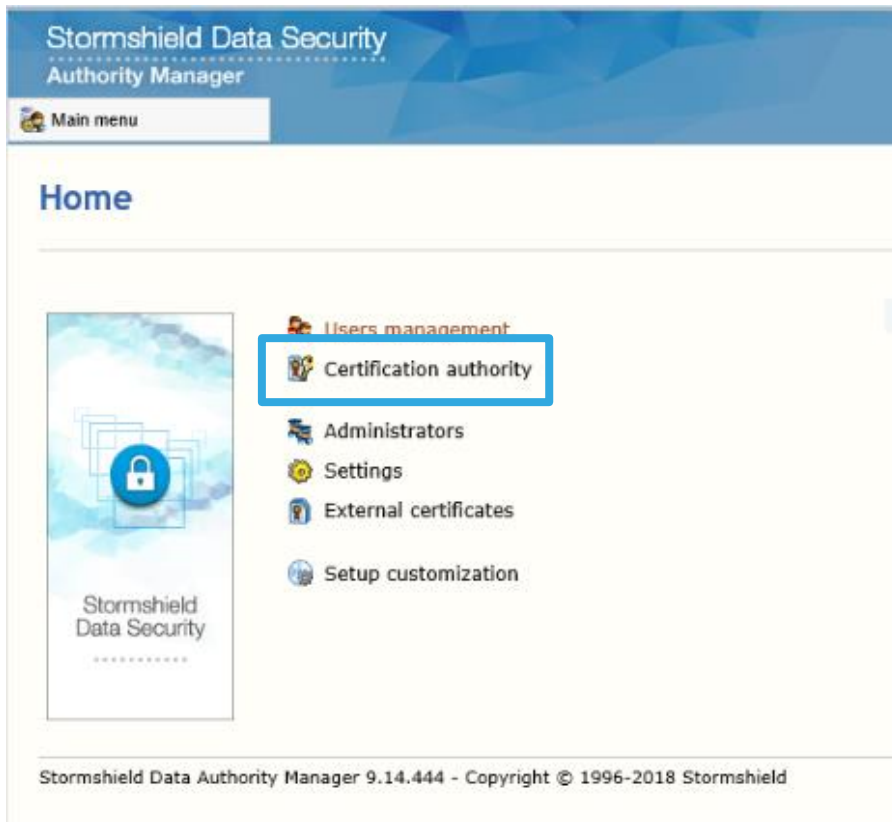 Stormshield Data Security
Authority Manager
Main menu
Home
Users management
Certification authority
Administrators
Settings
External certificates
Setup customization
Stormshield
Data Security
Stormshield Data Authority Manager 9.14.444 - Copyright © 1996-2018 Stormshield